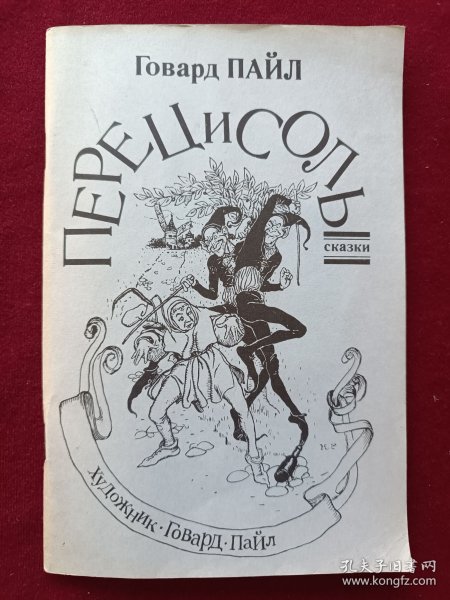 Говард ПАЙЛ
ПЕРЕЦ и СОЛЬ
сказки
художник · Говард · Пайл
孔夫子旧书网
www.kongfz.com